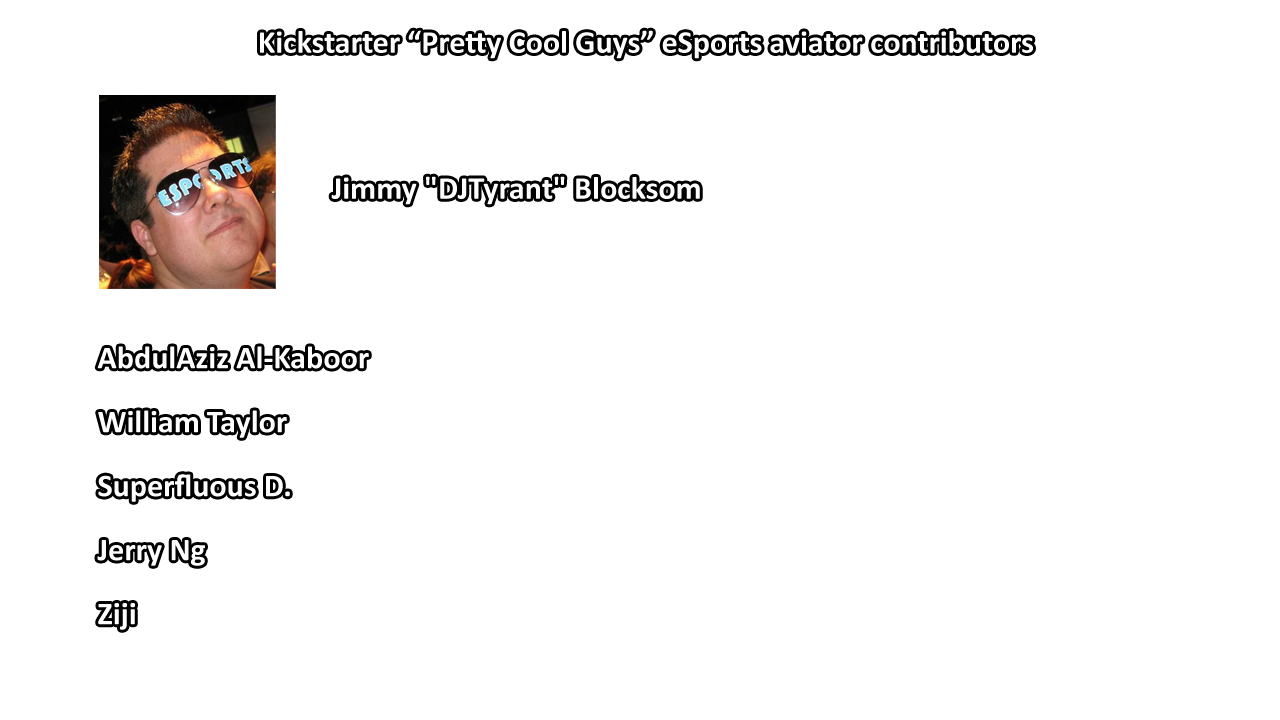 Kickstarter “Pretty Cool Guys” eSports aviator contributors
ESPORTS
Jimmy "DJTyrant" Blocksom
AbdulAziz Al-Kaboor
William Taylor
Superfluous D.
Jerry Ng
Ziji